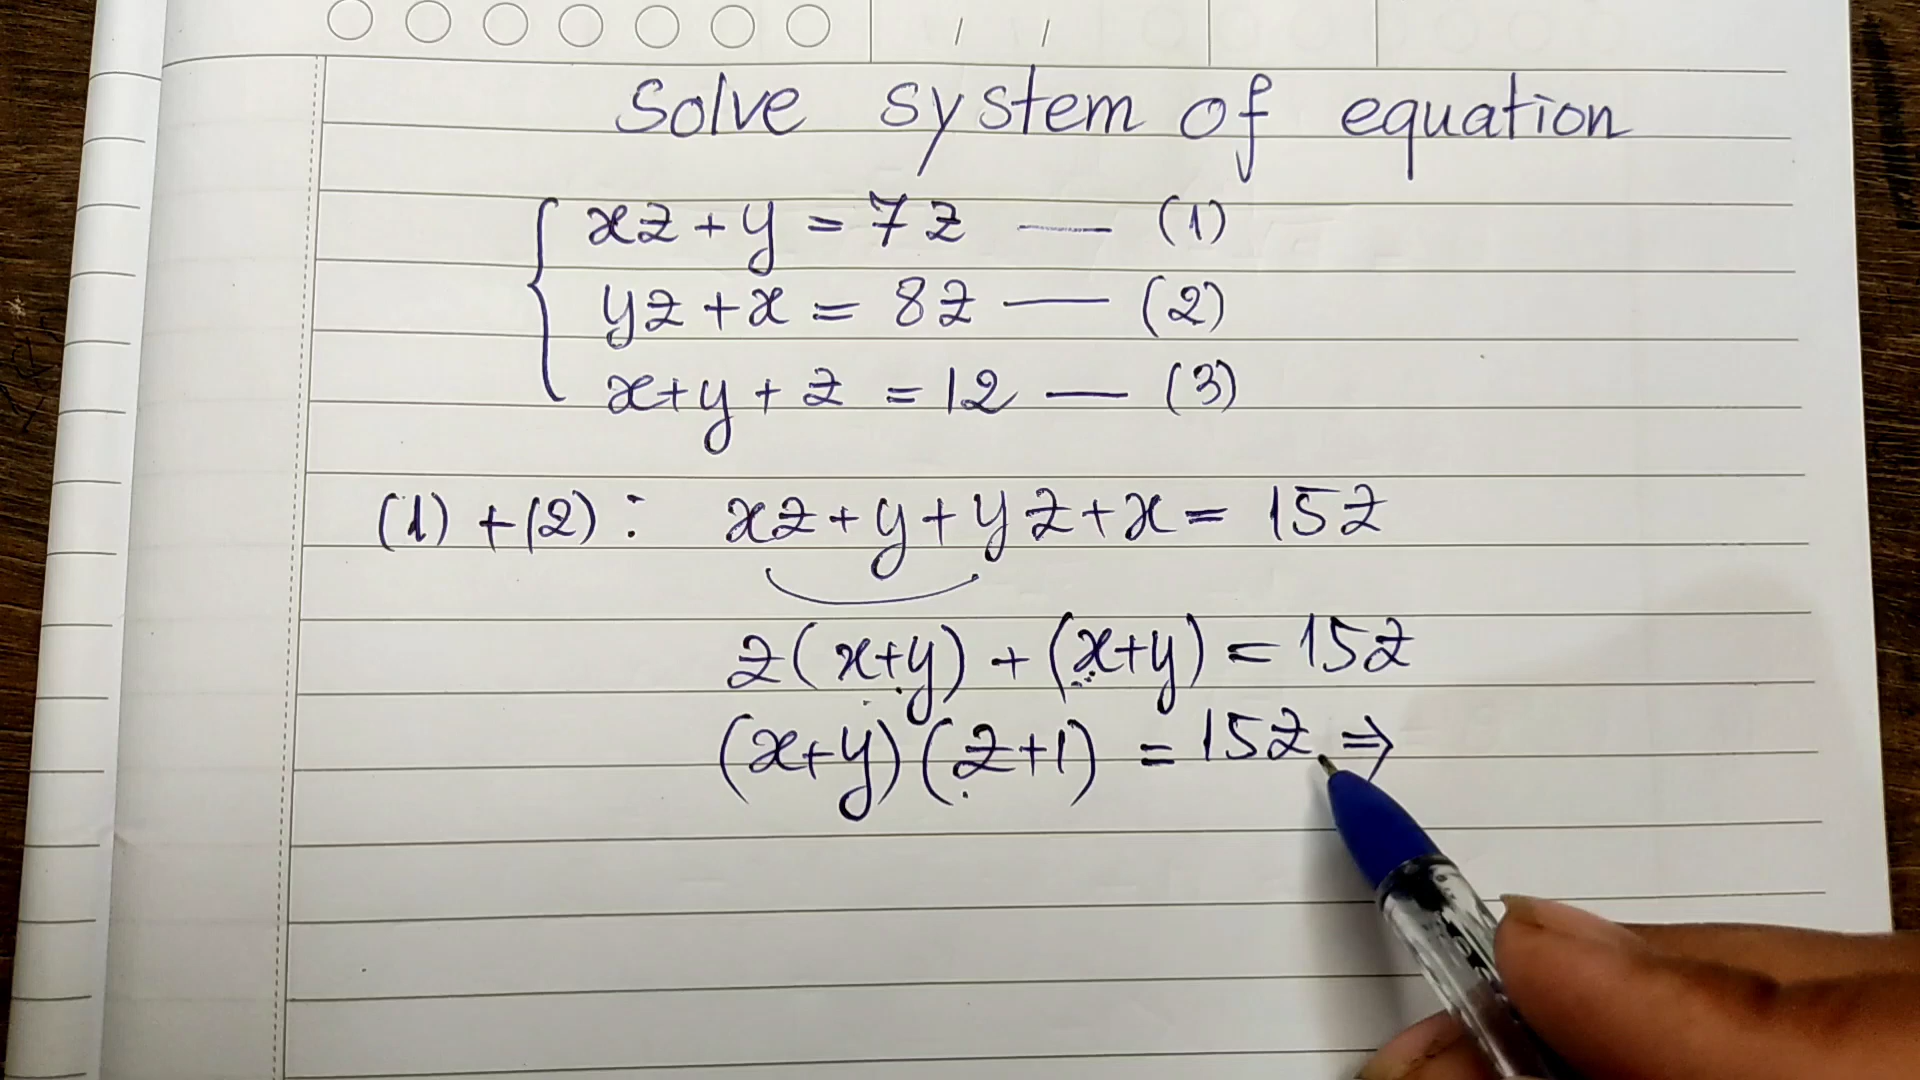 Solve system of equation
xz + y = 7z — (1)
yz + x = 8z — (2)
x + y + z = 12 — (3)
(1) + (2) : xz + y + yz + x = 15z
z(x+y) + (x+y) = 15z
(x+y)(z+1) = 15z ⇒